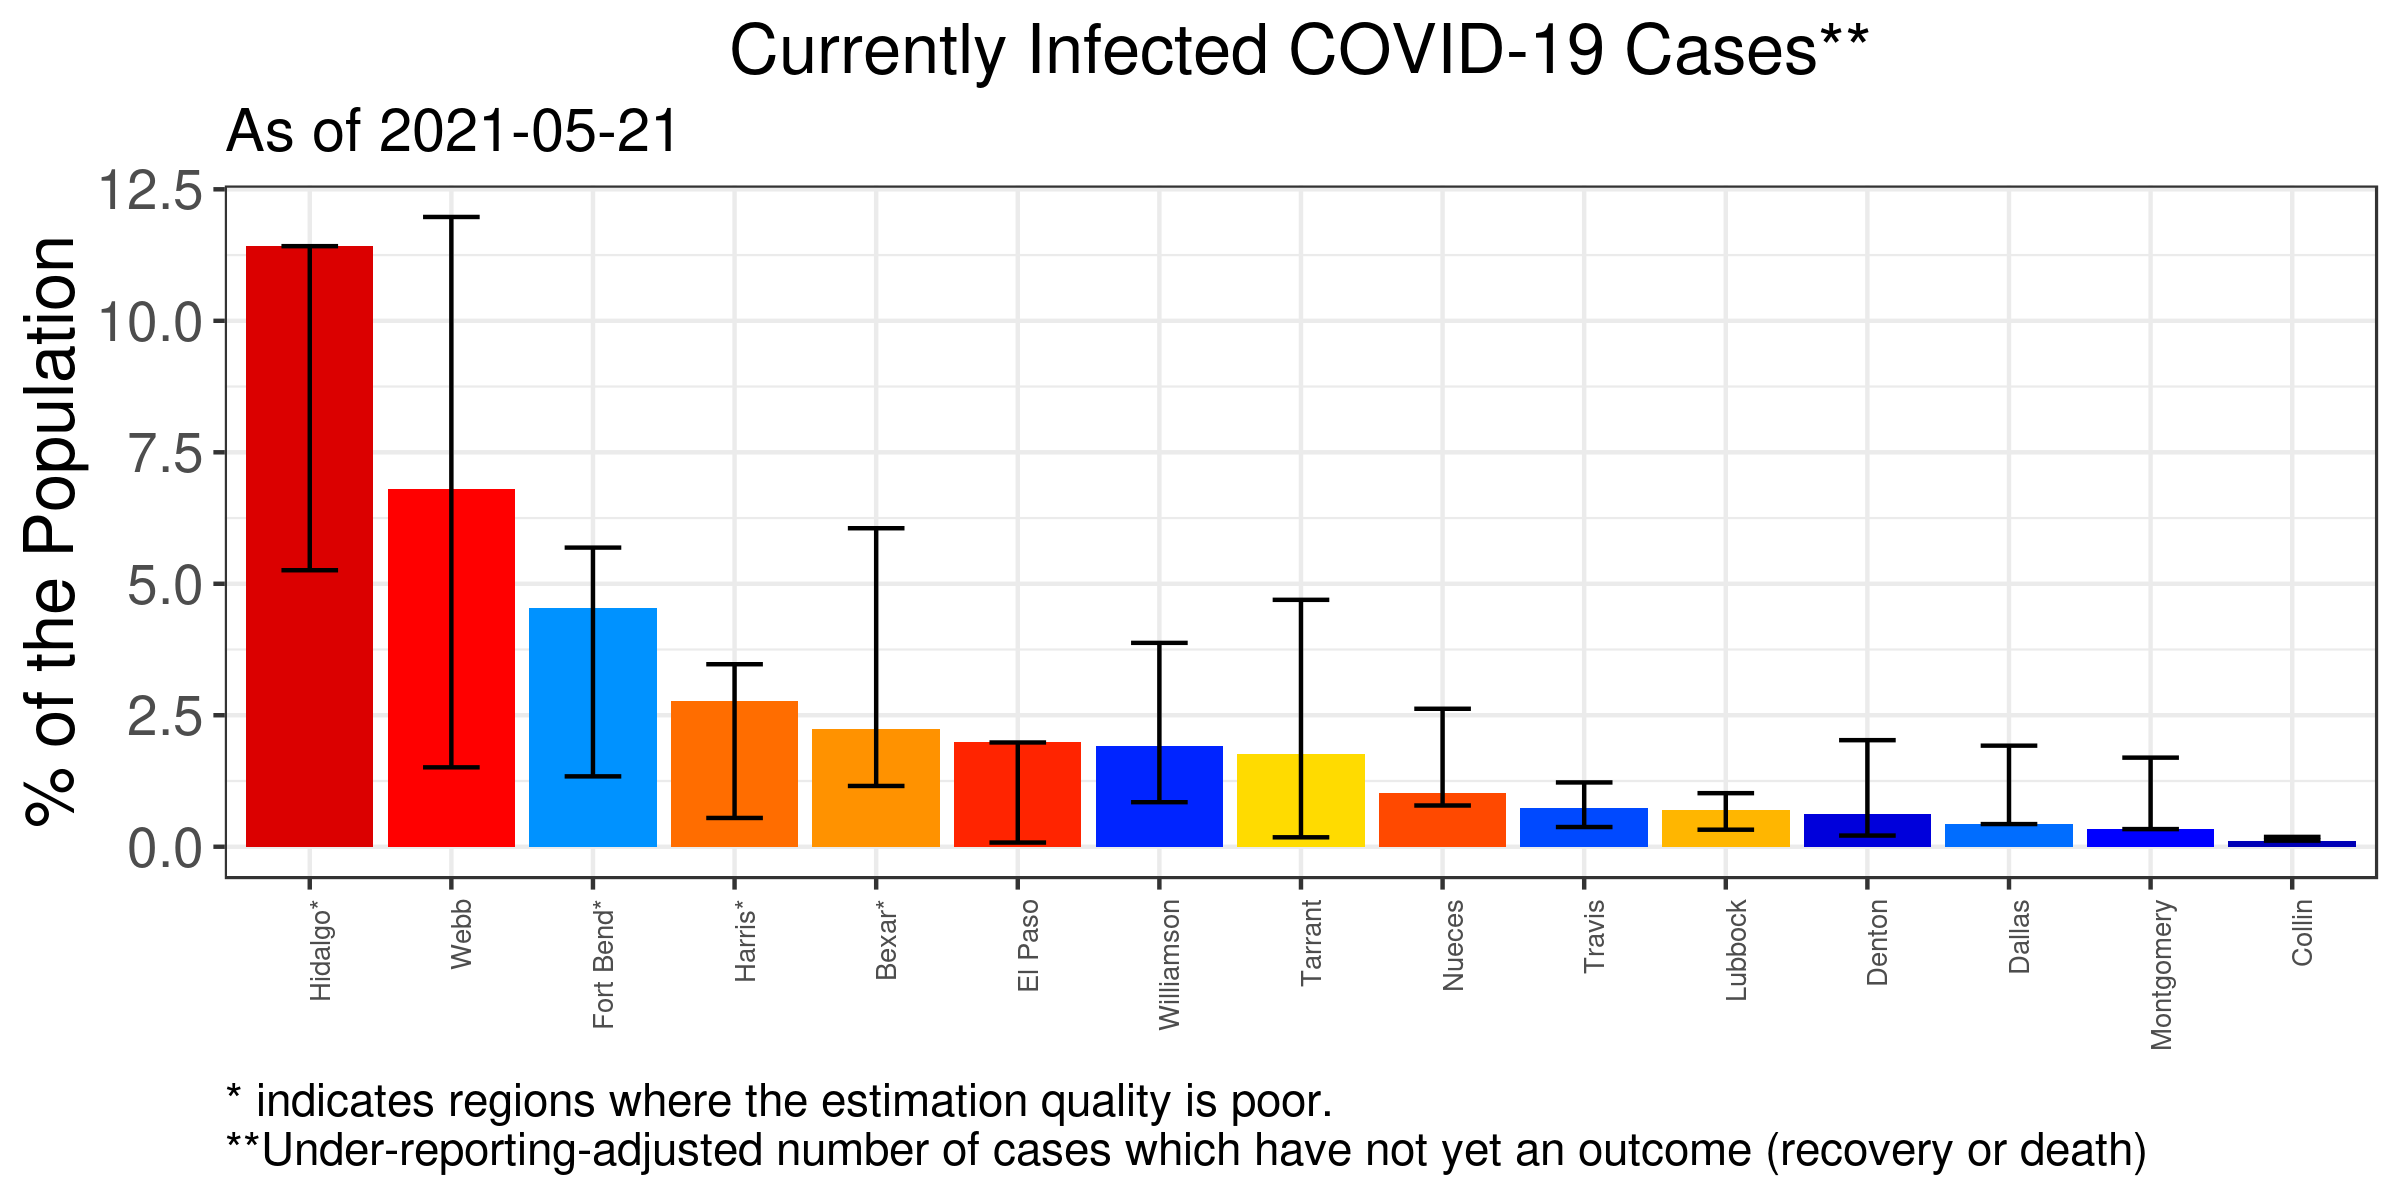 Currently Infected COVID-19 Cases**
As of 2021-05-21
% of the Population
12.5
10.0
7.5
5.0
2.5
0.0
Hidalgo*
Webb
Fort Bend*
Harris*
Bexar*
El Paso
Williamson
Tarrant
Nueces
Travis
Lubbock
Denton
Dallas
Montgomery
Collin
* indicates regions where the estimation quality is poor.
**Under-reporting-adjusted number of cases which have not yet an outcome (recovery or death)